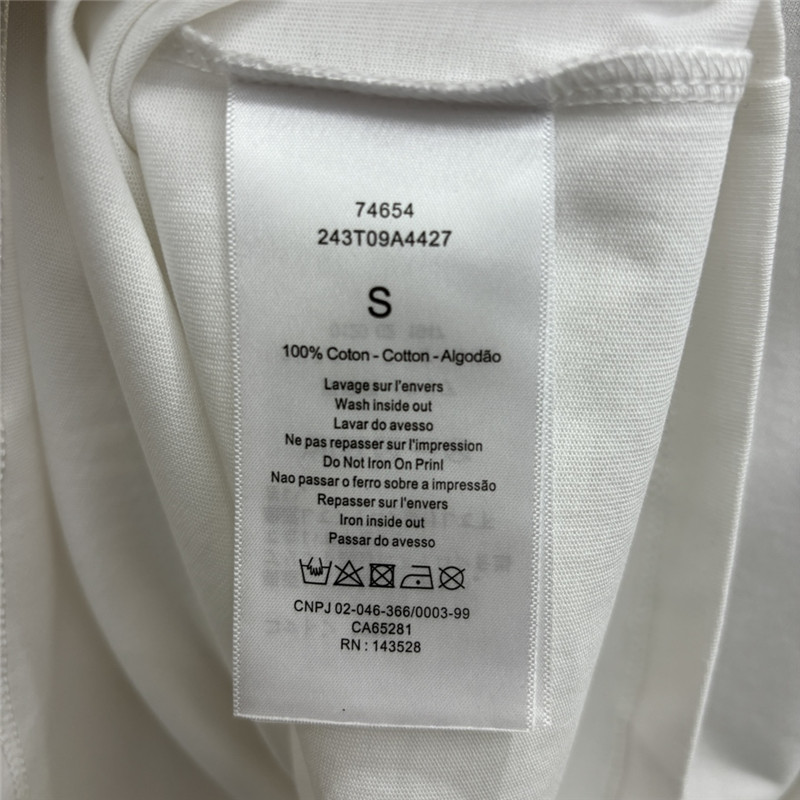 74654
243T09A4427
S
100% Coton - Cotton - Algodão
Lavage sur l'envers
Wash inside out
Lavar do avesso
Ne pas repasser sur l'impression
Do Not Iron On Prinl
Nao passar o ferro sobre a impressão
Repasser sur l'envers
Iron inside out
Passar do avesso
CNPJ 02-046-366/0003-99
CA65281
RN : 143528